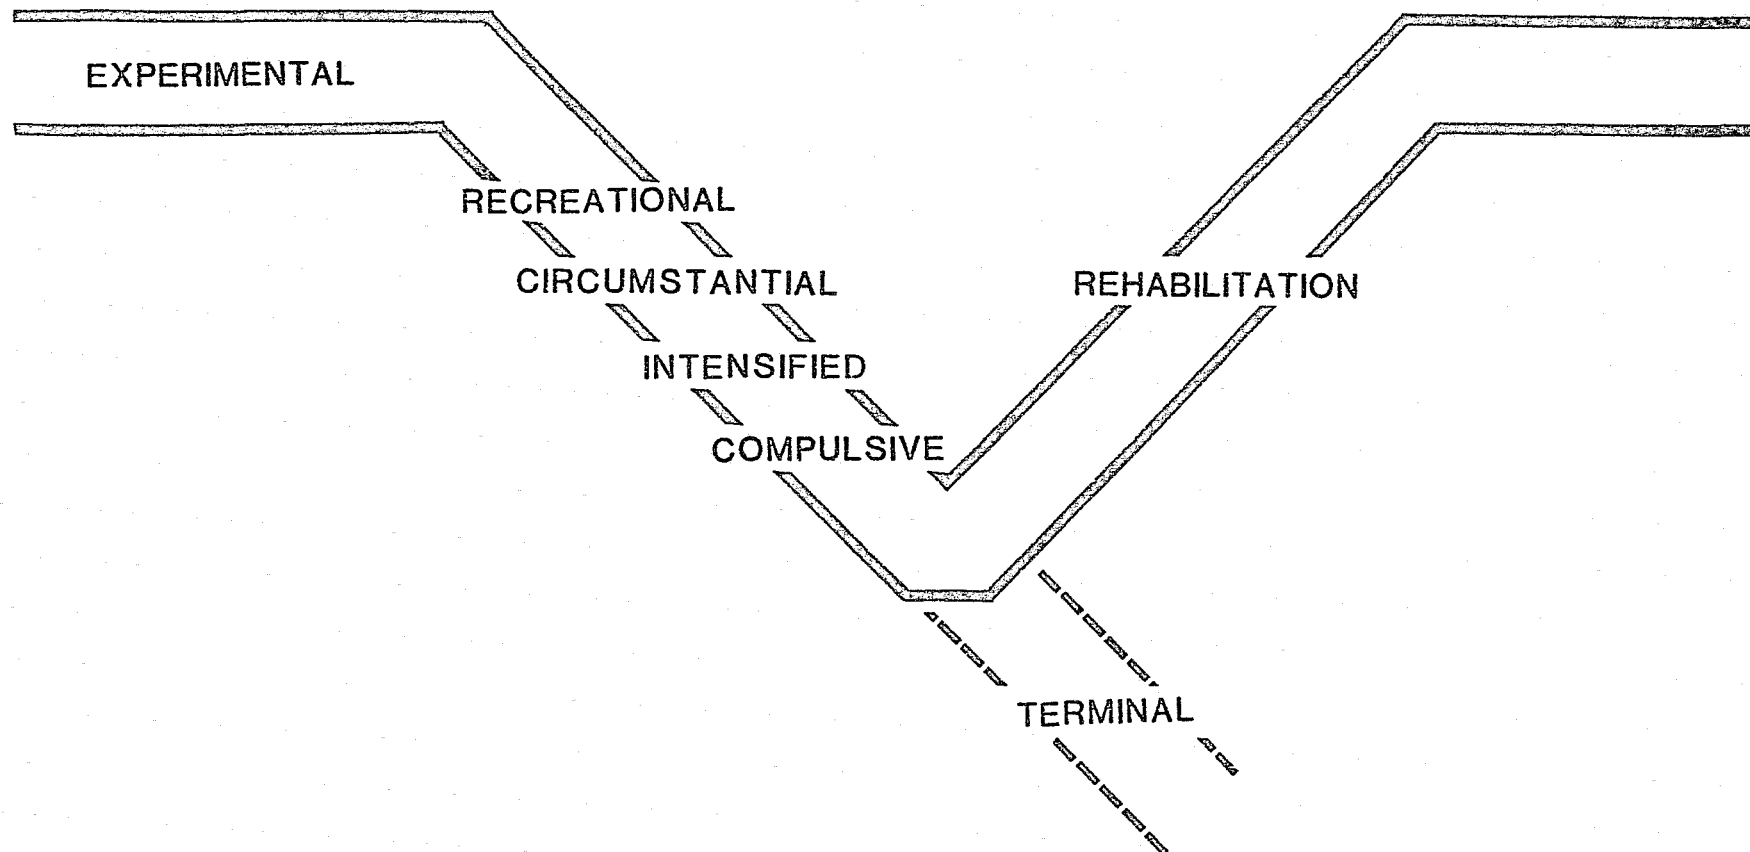 EXPERIMENTAL
RECREATIONAL
CIRCUMSTANTIAL
INTENSIFIED
COMPULSIVE
REHABILITATION
TERMINAL